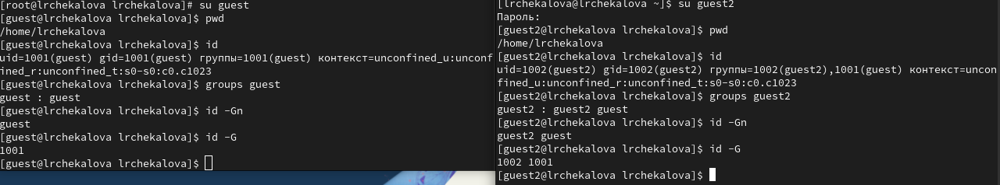 [root@lrchekalova lrchekalova]# su guest
[guest@lrchekalova lrchekalova]$ pwd
/home/lrchekalova
[guest@lrchekalova lrchekalova]$ id
uid=1001(guest) gid=1001(guest) группы=1001(guest) контекст=unconfined_u:unconf
ined_r:unconfined_t:s0-s0:c0.c1023
[guest@lrchekalova lrchekalova]$ groups guest
guest : guest
[guest@lrchekalova lrchekalova]$ id -Gn
guest
[guest@lrchekalova lrchekalova]$ id -G
1001
[guest@lrchekalova lrchekalova]$
[lrchekalova@lrchekalova ~]$ su guest2
Пароль:
[guest2@lrchekalova lrchekalova]$ pwd
/home/lrchekalova
[guest2@lrchekalova lrchekalova]$ id
uid=1002(guest2) gid=1002(guest2) группы=1002(guest2),1001(guest) контекст=uncon
fined_u:unconfined_r:unconfined_t:s0-s0:c0.c1023
[guest2@lrchekalova lrchekalova]$ groups guest2
guest2 : guest2 guest
[guest2@lrchekalova lrchekalova]$ id -Gn
guest2 guest
[guest2@lrchekalova lrchekalova]$ id -G
1002 1001
[guest2@lrchekalova lrchekalova]$